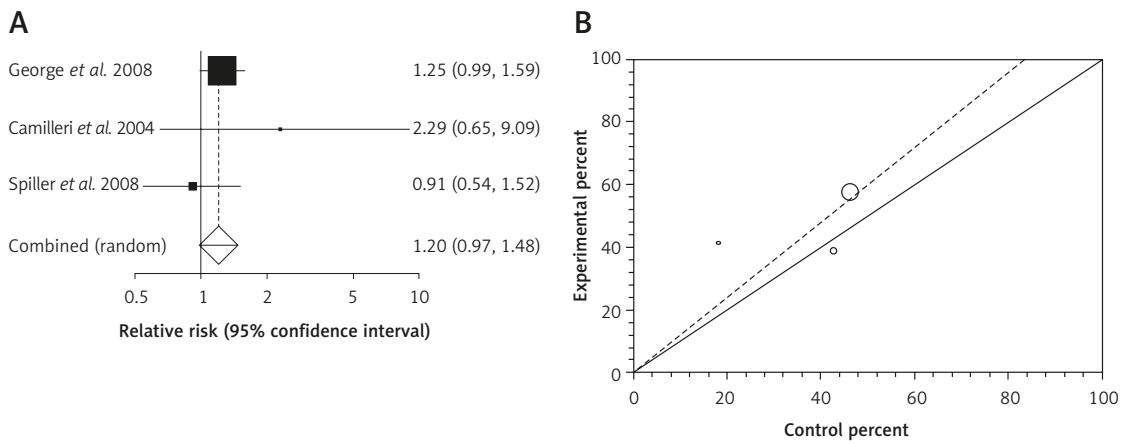 A
George et al. 2008 1.25 (0.99, 1.59)
Camilleri et al. 2004 2.29 (0.65, 9.09)
Spiller et al. 2008 0.91 (0.54, 1.52)
Combined (random) 1.20 (0.97, 1.48)
0.5 1 2 5 10
Relative risk (95% confidence interval)
B
Experimental percent
100
80
60
40
20
0
0 20 40 60 80 100
Control percent